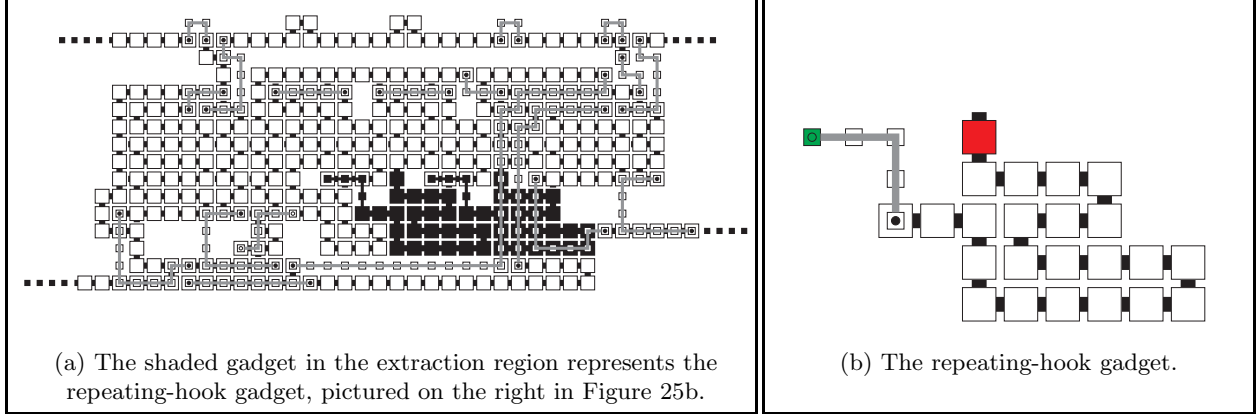 (a) The shaded gadget in the extraction region represents the
repeating-hook gadget, pictured on the right in Figure 25b.
(b) The repeating-hook gadget.